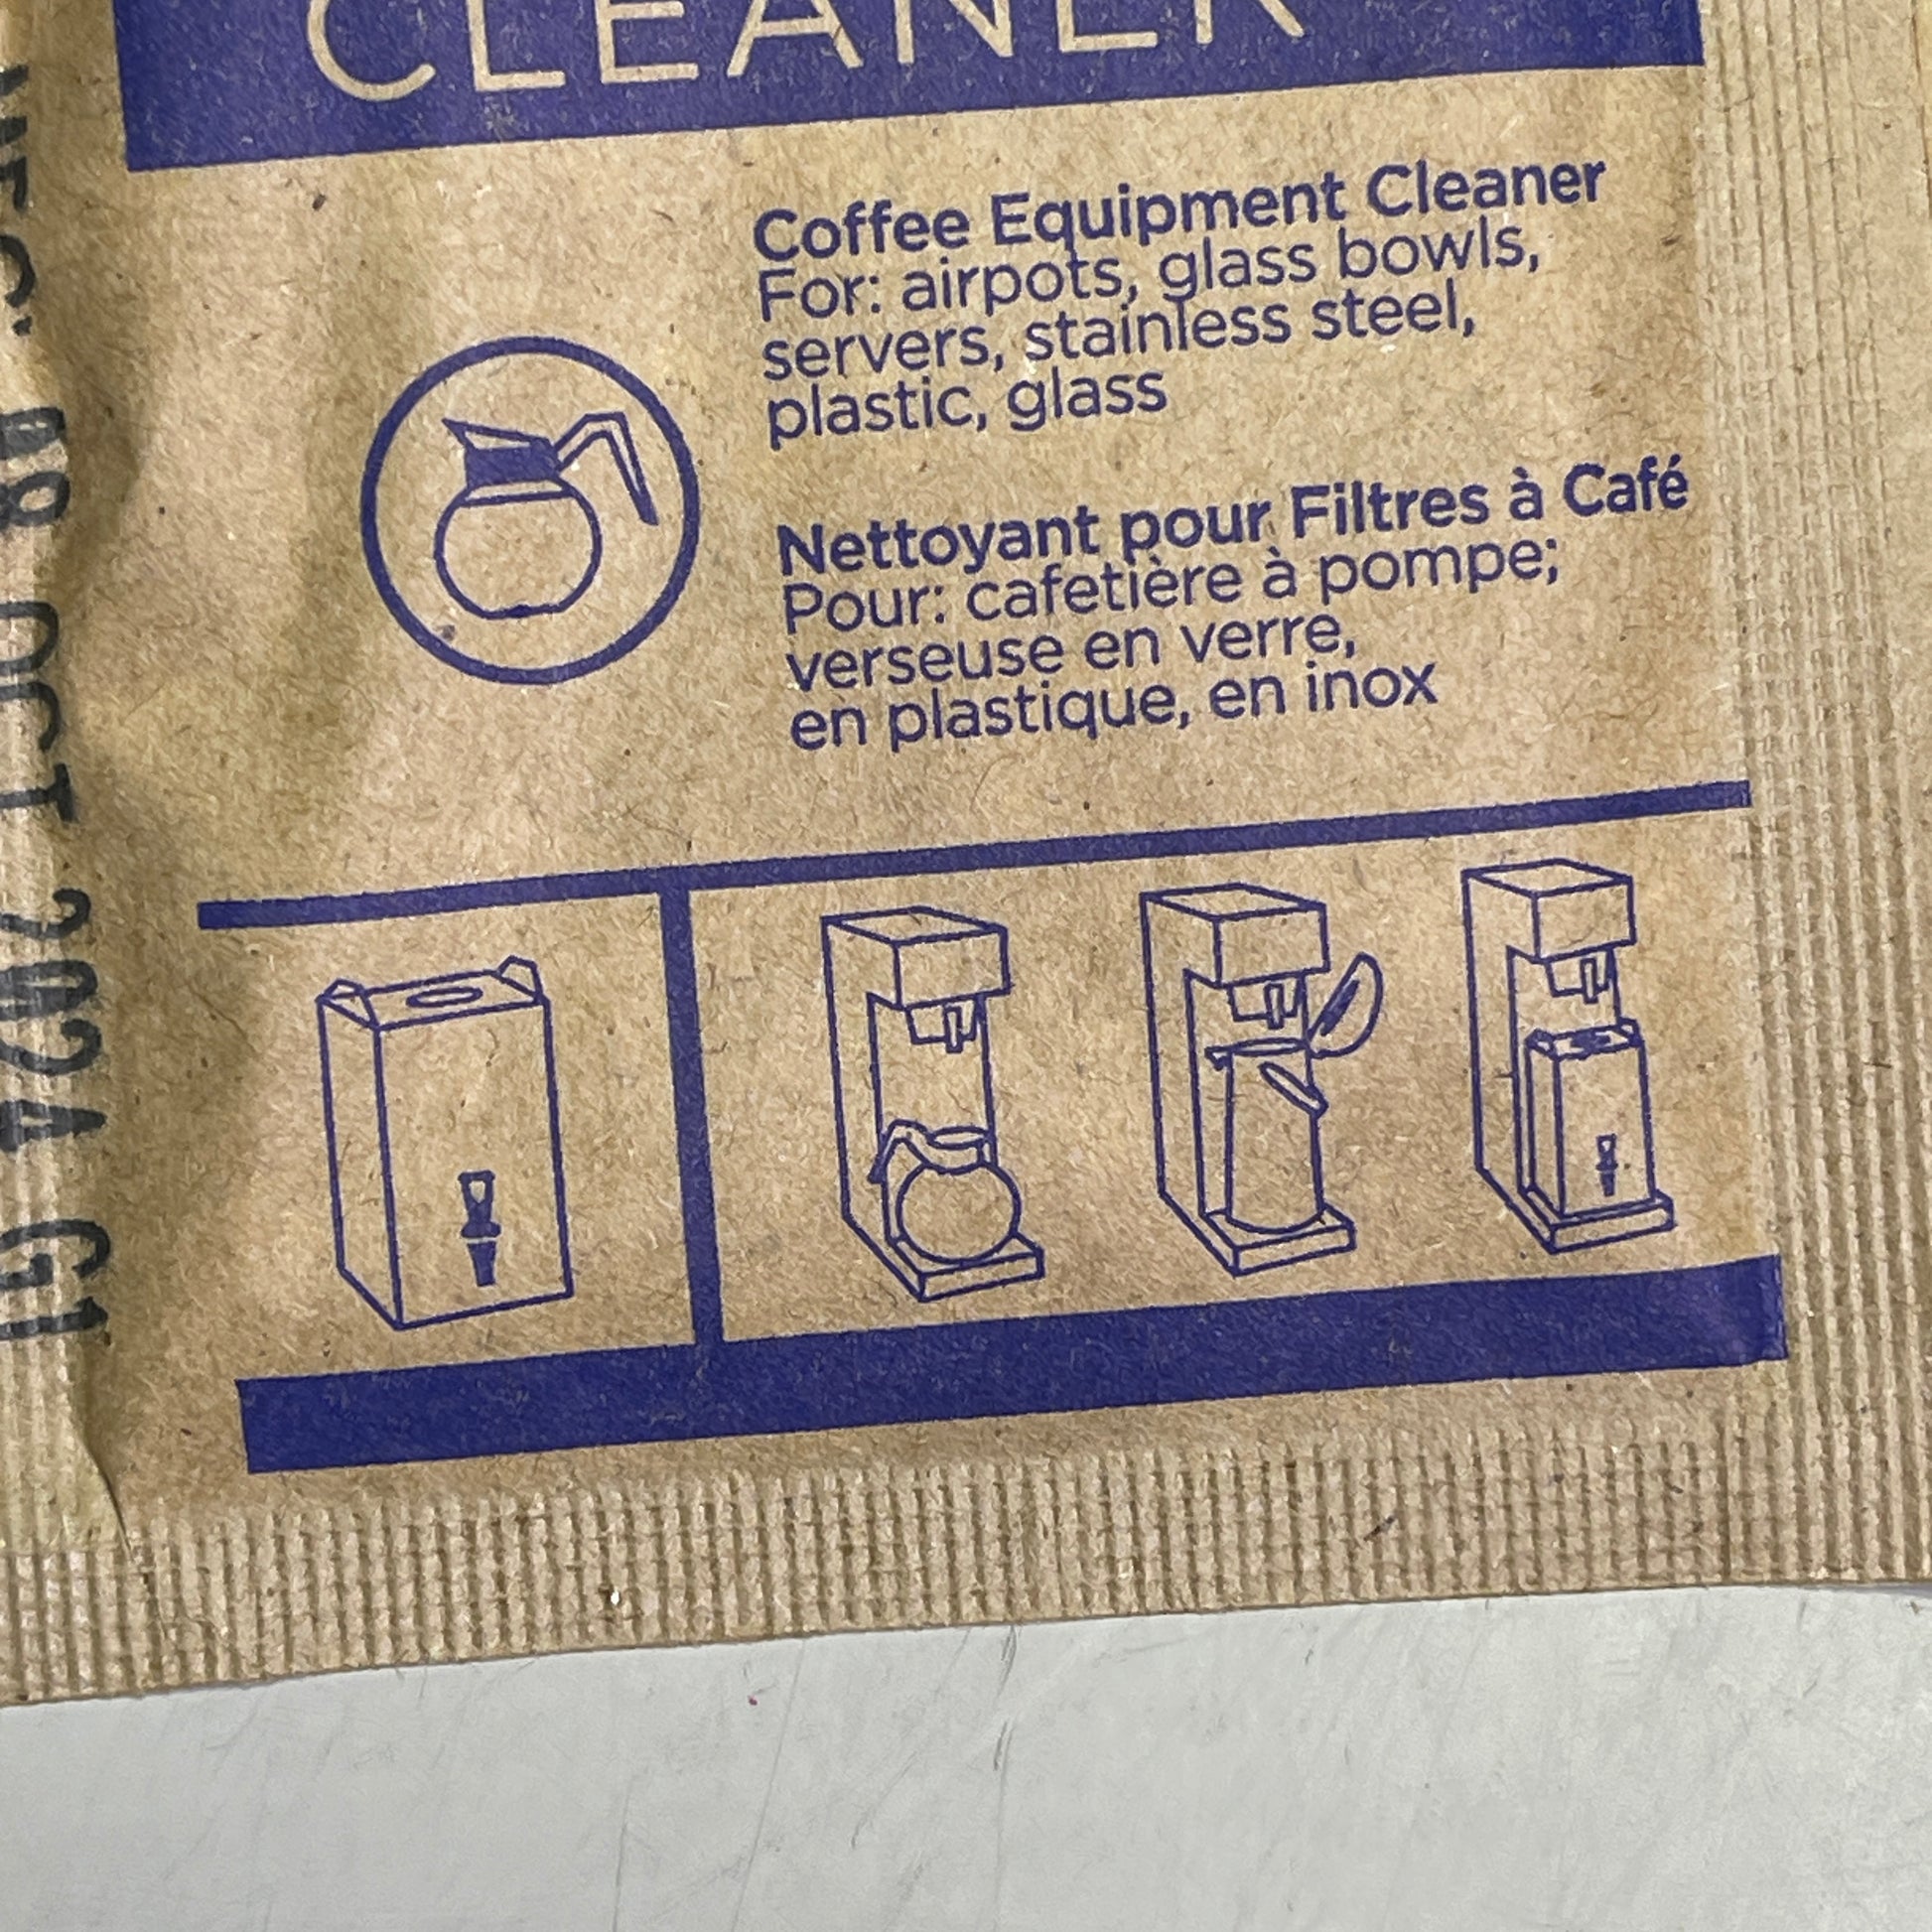 CLEANER
Coffee Equipment Cleaner
For: airpots, glass bowls,
servers, stainless steel,
plastic, glass
Nettoyant pour Filtres à Café
Pour: cafetière à pompe;
verseuse en verre,
en plastique, en inox
08 OCT 2024 G1